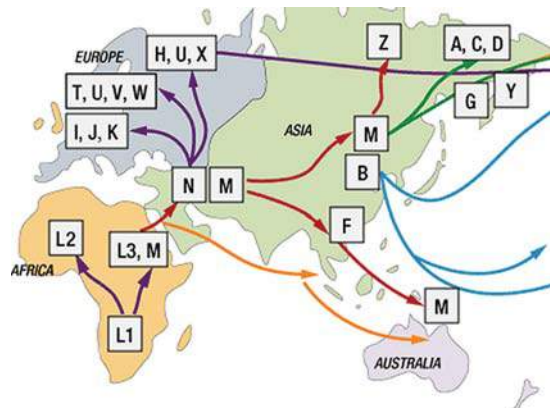 EUROPE
H, U, X
Z
A, C, D
T, U, V, W
G
Y
I, J, K
ASIA
M
B
N
M
F
L2
L3, M
AFRICA
L1
M
AUSTRALIA